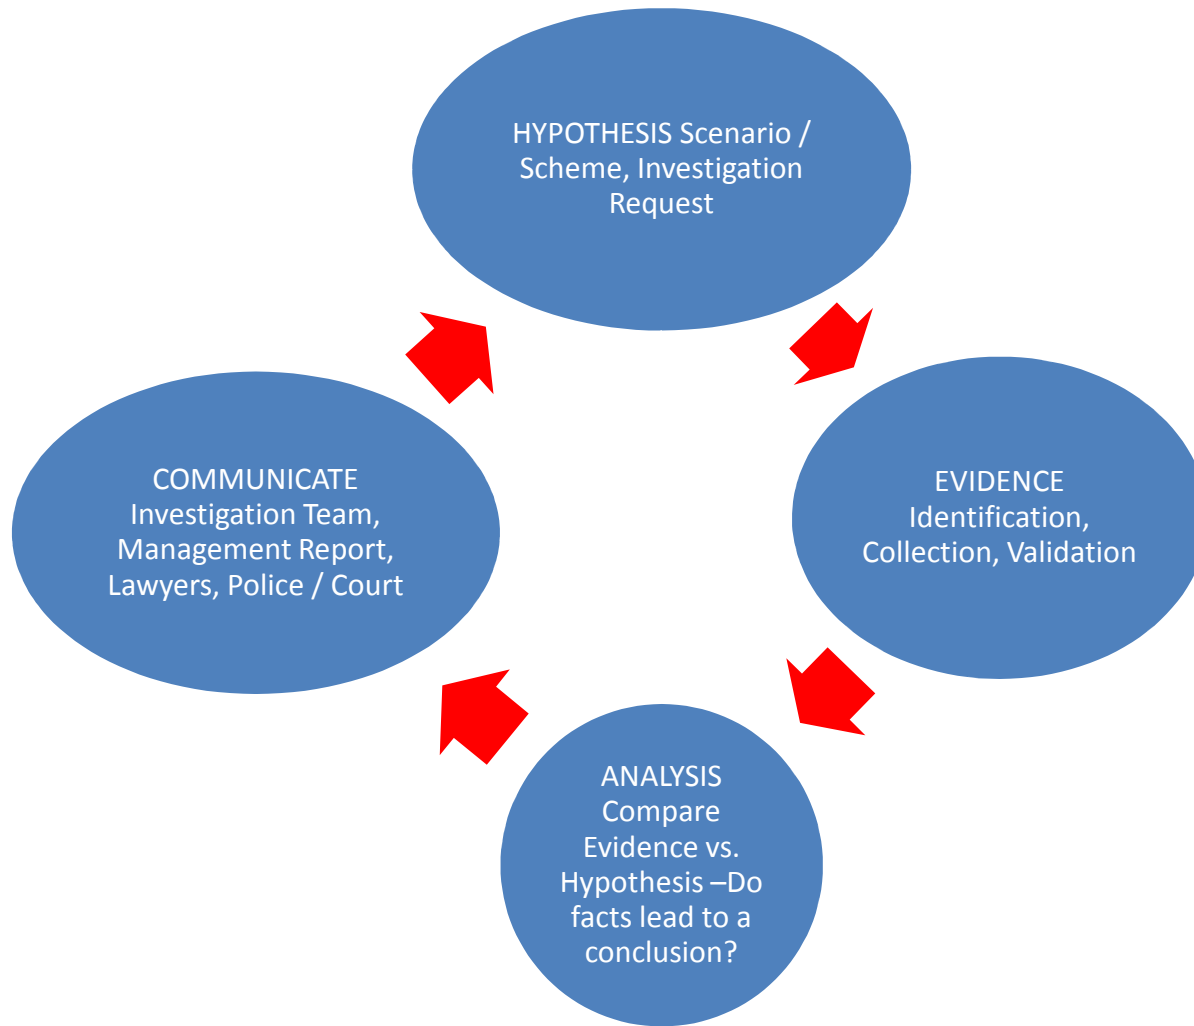 HYPOTHESIS Scenario /
Scheme, Investigation
Request
EVIDENCE
Identification,
Collection, Validation
ANALYSIS
Compare
Evidence vs.
Hypothesis –Do
facts lead to a
conclusion?
COMMUNICATE
Investigation Team,
Management Report,
Lawyers, Police / Court